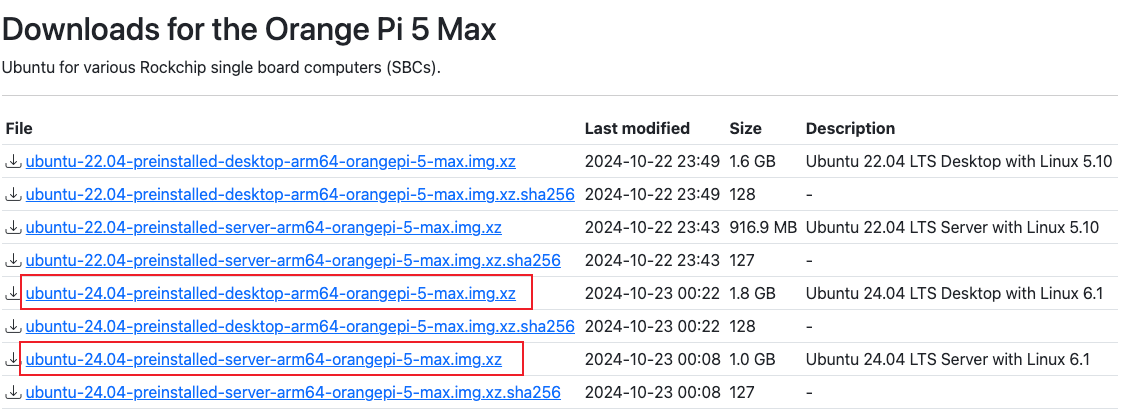 Downloads for the Orange Pi 5 Max
Ubuntu for various Rockchip single board computers (SBCs).
File Last modified Size Description
ubuntu-22.04-preinstalled-desktop-arm64-orangepi-5-max.img.xz 2024-10-22 23:49 1.6 GB Ubuntu 22.04 LTS Desktop with Linux 5.10
ubuntu-22.04-preinstalled-desktop-arm64-orangepi-5-max.img.xz.sha256 2024-10-22 23:49 128 -
ubuntu-22.04-preinstalled-server-arm64-orangepi-5-max.img.xz 2024-10-22 23:43 916.9 MB Ubuntu 22.04 LTS Server with Linux 5.10
ubuntu-22.04-preinstalled-server-arm64-orangepi-5-max.img.xz.sha256 2024-10-22 23:43 127 -
ubuntu-24.04-preinstalled-desktop-arm64-orangepi-5-max.img.xz 2024-10-23 00:22 1.8 GB Ubuntu 24.04 LTS Desktop with Linux 6.1
ubuntu-24.04-preinstalled-desktop-arm64-orangepi-5-max.img.xz.sha256 2024-10-23 00:22 128 -
ubuntu-24.04-preinstalled-server-arm64-orangepi-5-max.img.xz 2024-10-23 00:08 1.0 GB Ubuntu 24.04 LTS Server with Linux 6.1
ubuntu-24.04-preinstalled-server-arm64-orangepi-5-max.img.xz.sha256 2024-10-23 00:08 127 -